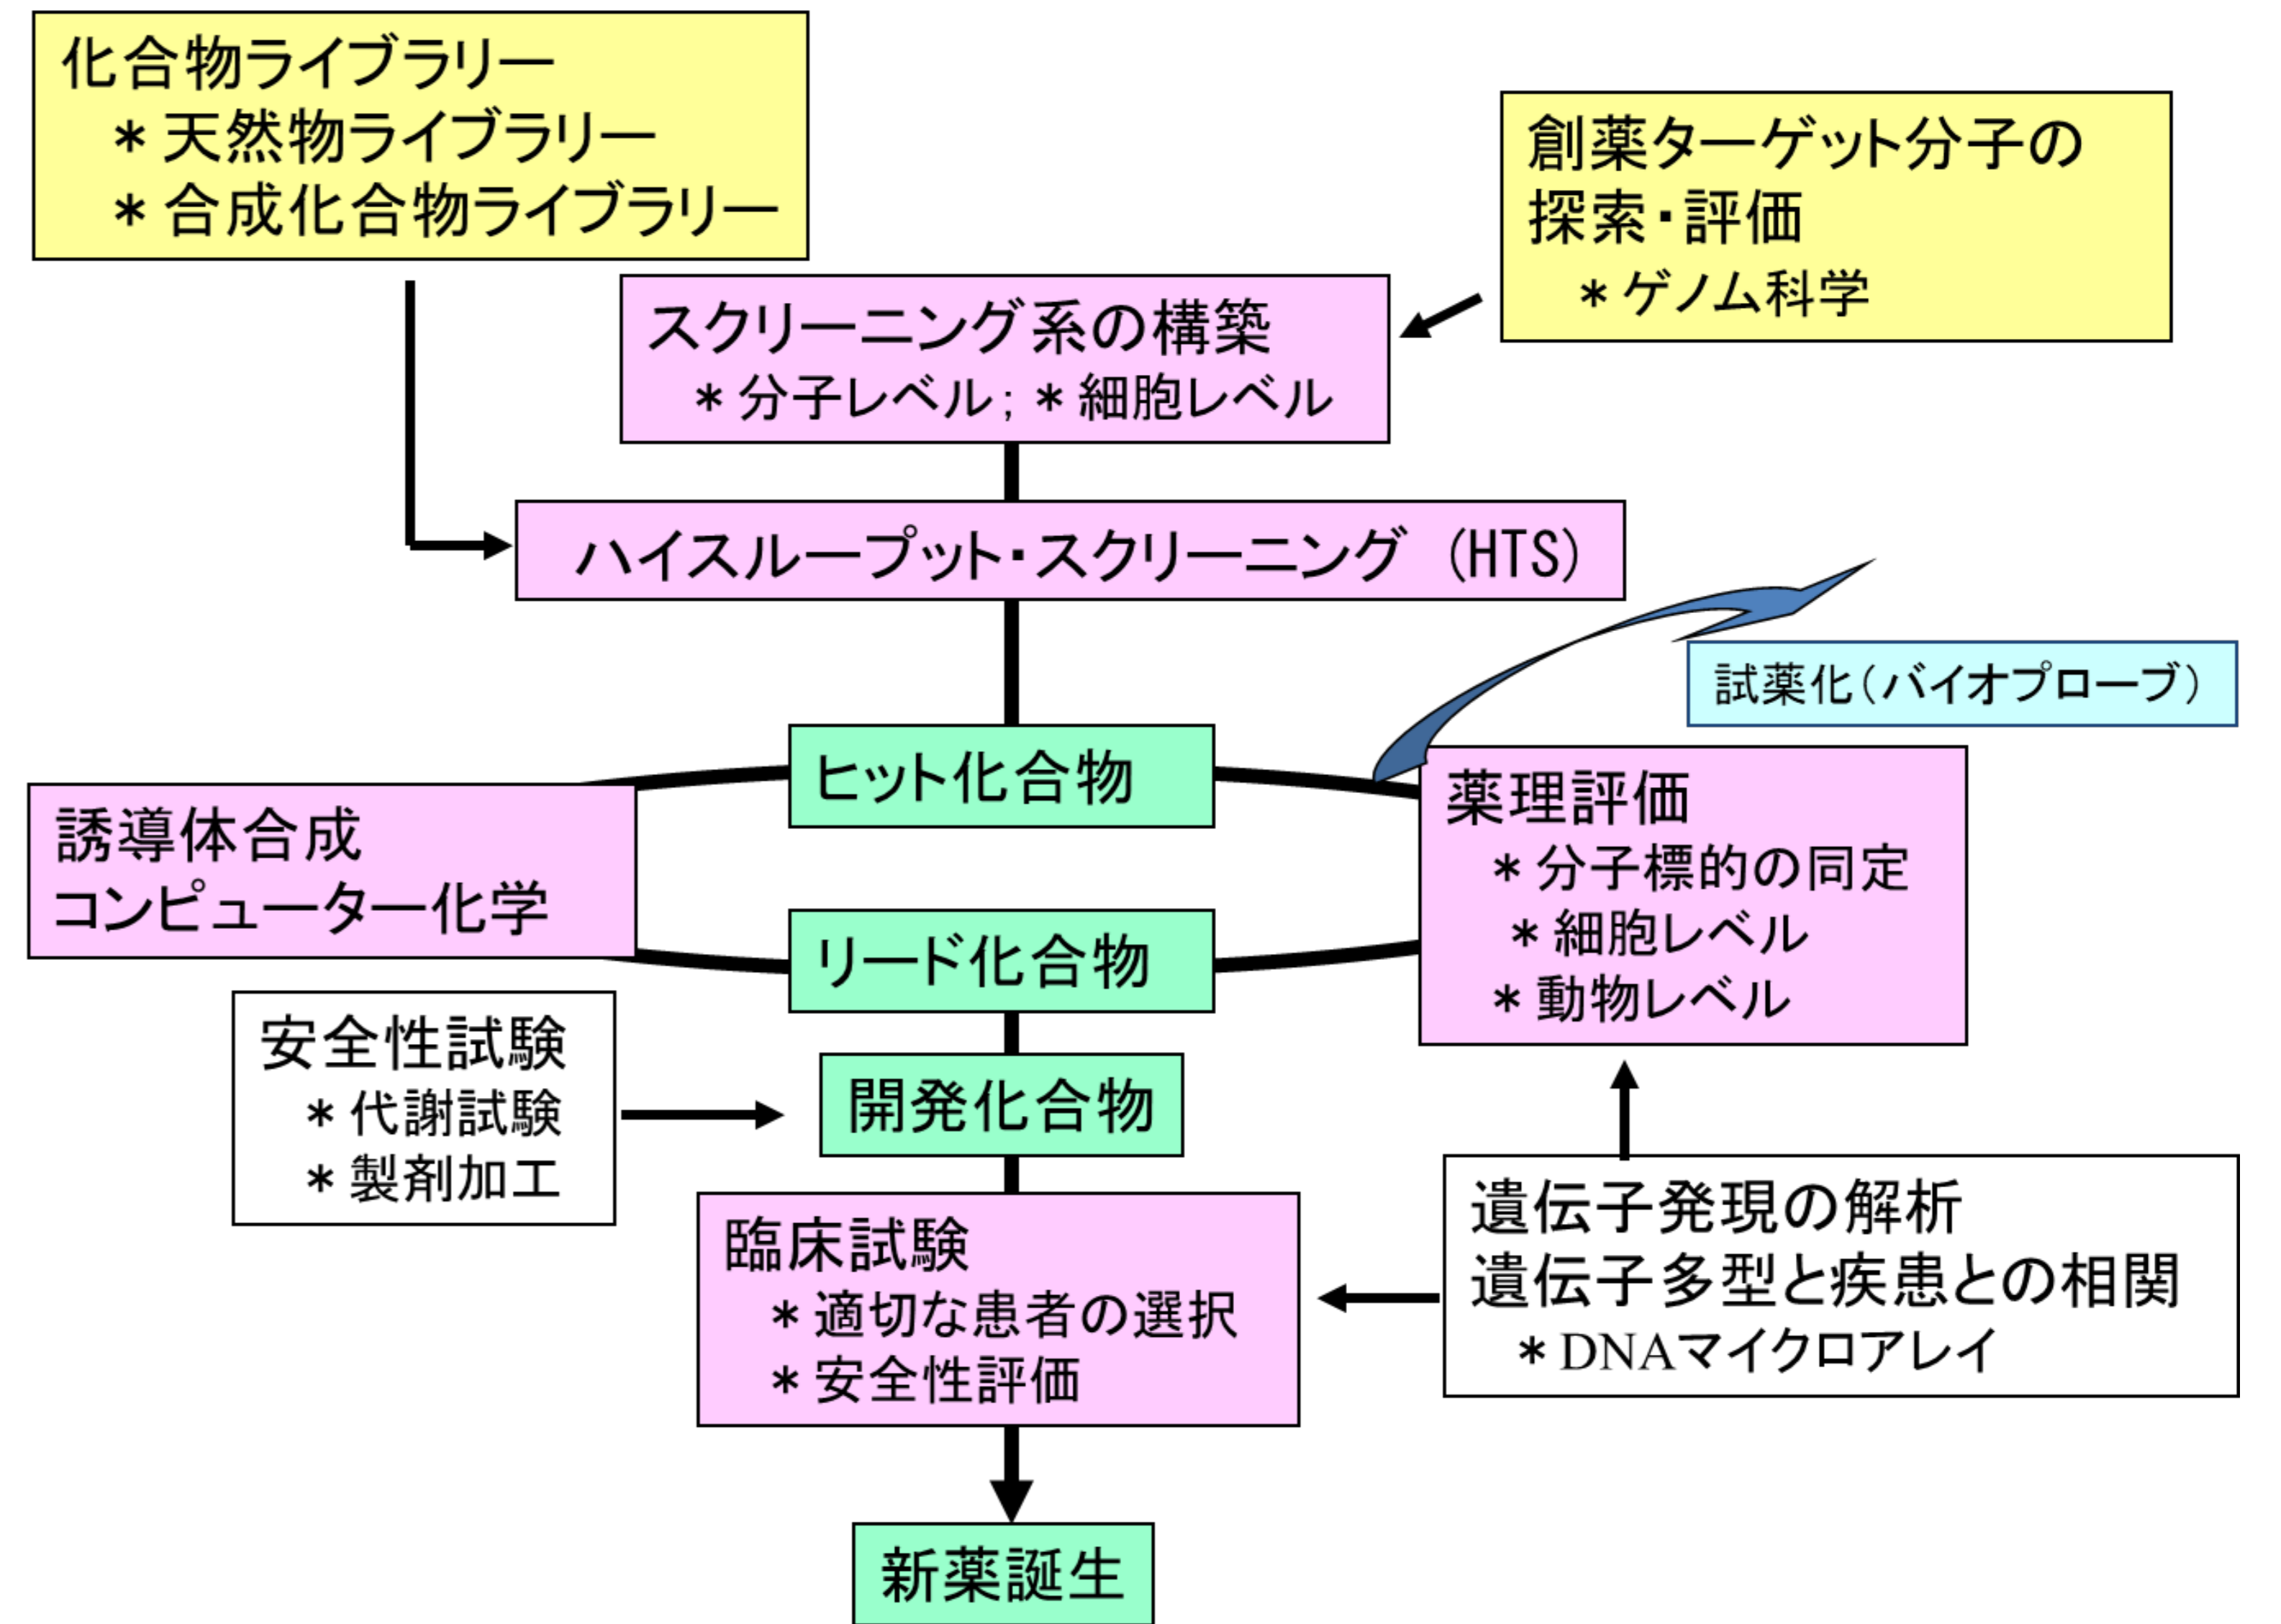 化合物ライブラリー
＊天然物ライブラリー
＊合成化合物ライブラリー
創薬ターゲット分子の
探索・評価
＊ゲノム科学
スクリーニング系の構築
＊分子レベル; ＊細胞レベル
ハイスループット・スクリーニング (HTS)
試薬化（バイオプローブ）
ヒット化合物
誘導体合成
コンピューター化学
薬理評価
＊分子標的の同定
＊細胞レベル
＊動物レベル
リード化合物
安全性試験
＊代謝試験
＊製剤加工
開発化合物
遺伝子発現の解析
遺伝子多型と疾患との相関
＊DNAマイクロアレイ
臨床試験
＊適切な患者の選択
＊安全性評価
新薬誕生